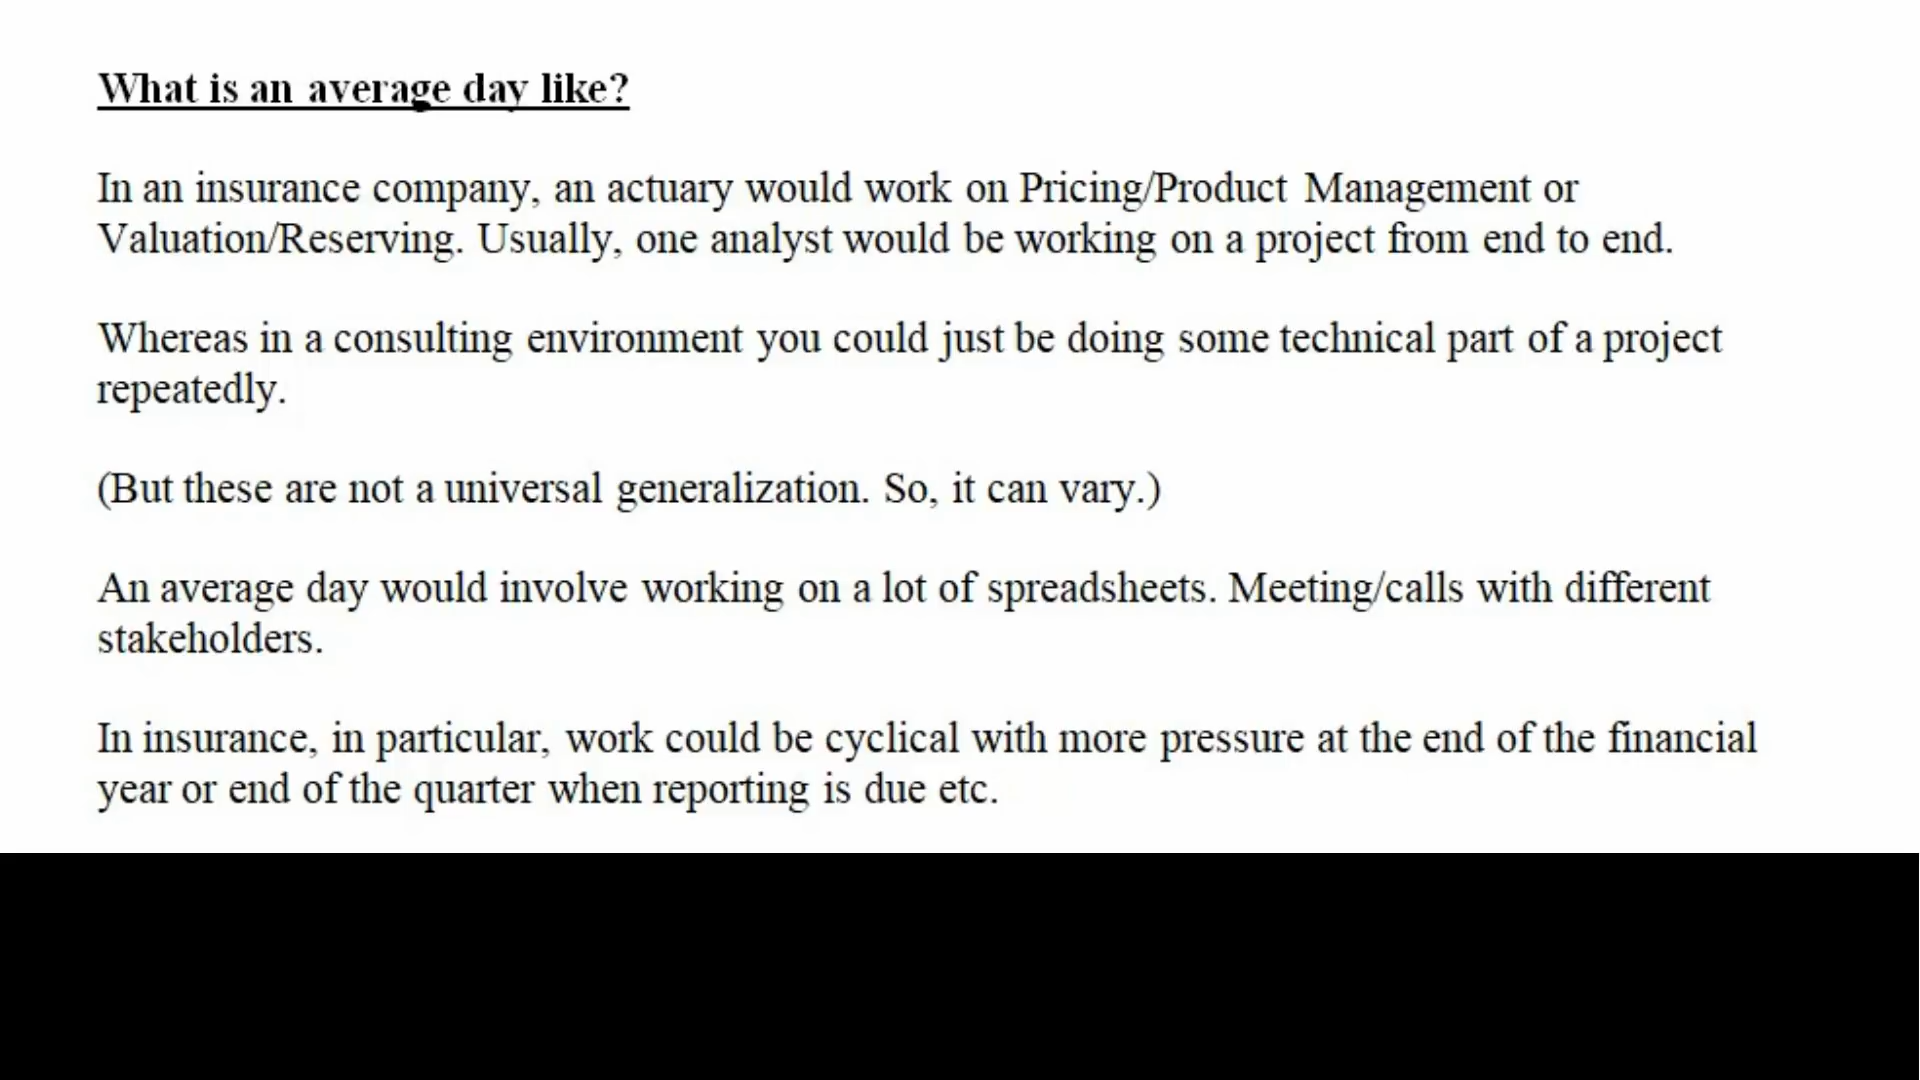 What is an average day like?
In an insurance company, an actuary would work on Pricing/Product Management or
Valuation/Reserving. Usually, one analyst would be working on a project from end to end.
Whereas in a consulting environment you could just be doing some technical part of a project
repeatedly.
(But these are not a universal generalization. So, it can vary.)
An average day would involve working on a lot of spreadsheets. Meeting/calls with different
stakeholders.
In insurance, in particular, work could be cyclical with more pressure at the end of the financial
year or end of the quarter when reporting is due etc.